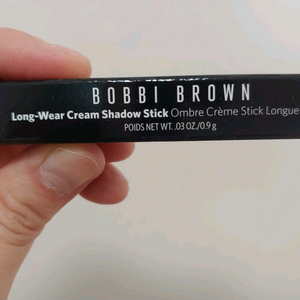 BOBBI BROWN
Long-Wear Cream Shadow Stick Ombre Crème Stick Longue
POIDS NET WT. .03 OZ./0.9 g